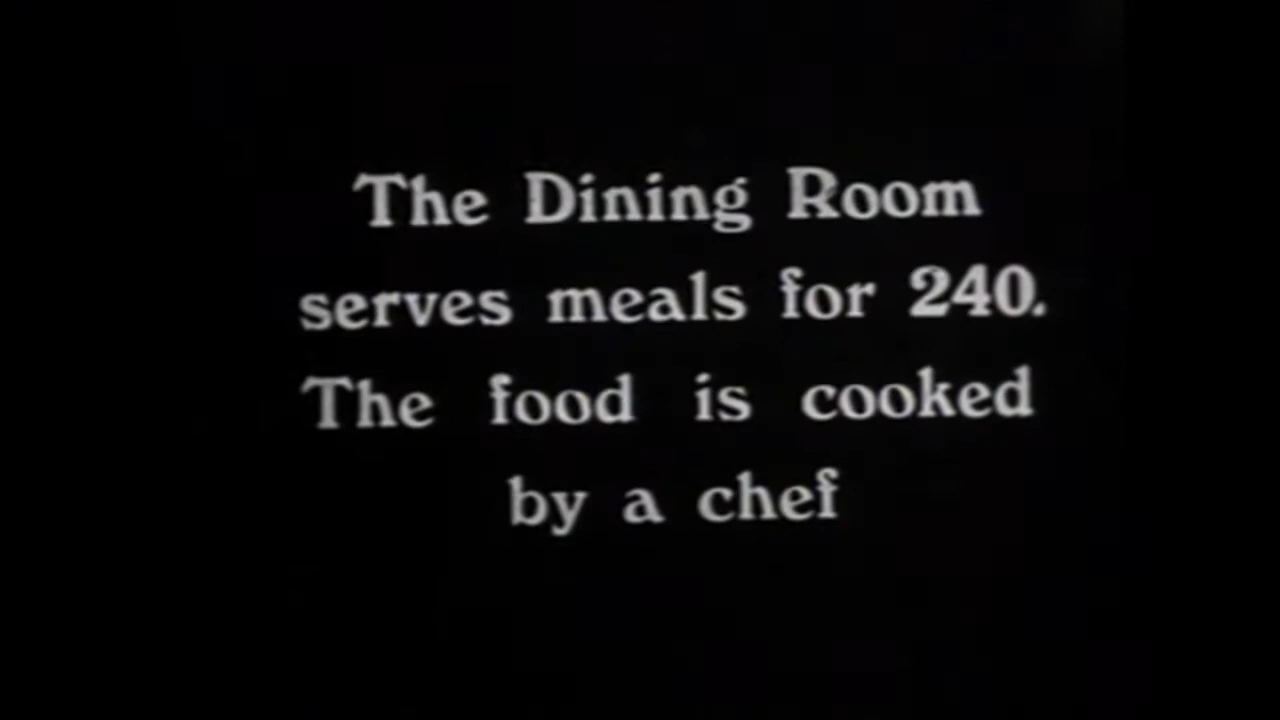 The Dining Room
serves meals for 240.
The food is cooked
by a chef